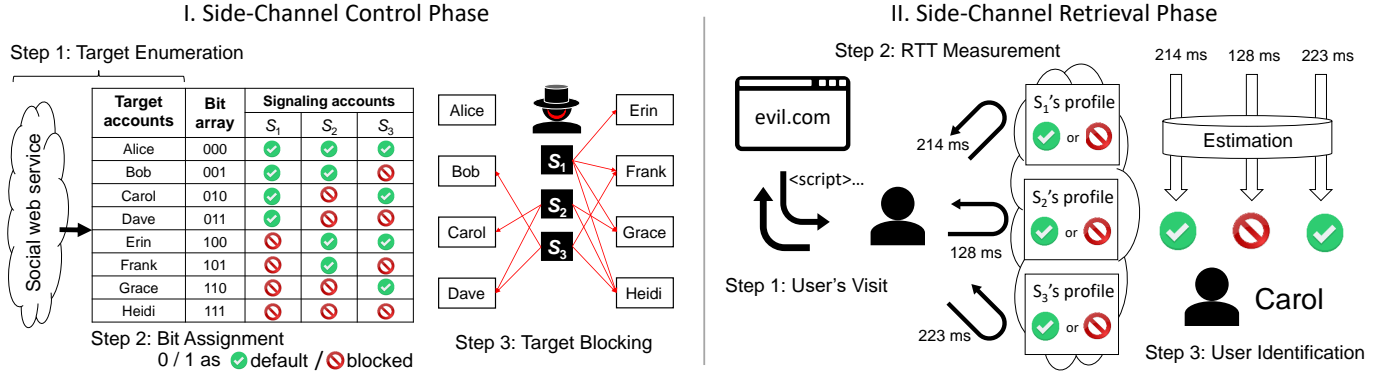 I. Side-Channel Control Phase
Step 1: Target Enumeration
Social web service
Target accounts Bit array Signaling accounts
S1 S2 S3
Alice 000
Bob 001
Carol 010
Dave 011
Erin 100
Frank 101
Grace 110
Heidi 111
Step 2: Bit Assignment
0 / 1 as default / blocked
Alice
Bob
Carol
Dave
S1
S2
S3
Erin
Frank
Grace
Heidi
Step 3: Target Blocking
II. Side-Channel Retrieval Phase
Step 2: RTT Measurement
evil.com
<script>...
Step 1: User's Visit
214 ms
128 ms
223 ms
S1's profile
or
S2's profile
or
S3's profile
or
214 ms 128 ms 223 ms
Estimation
Carol
Step 3: User Identification